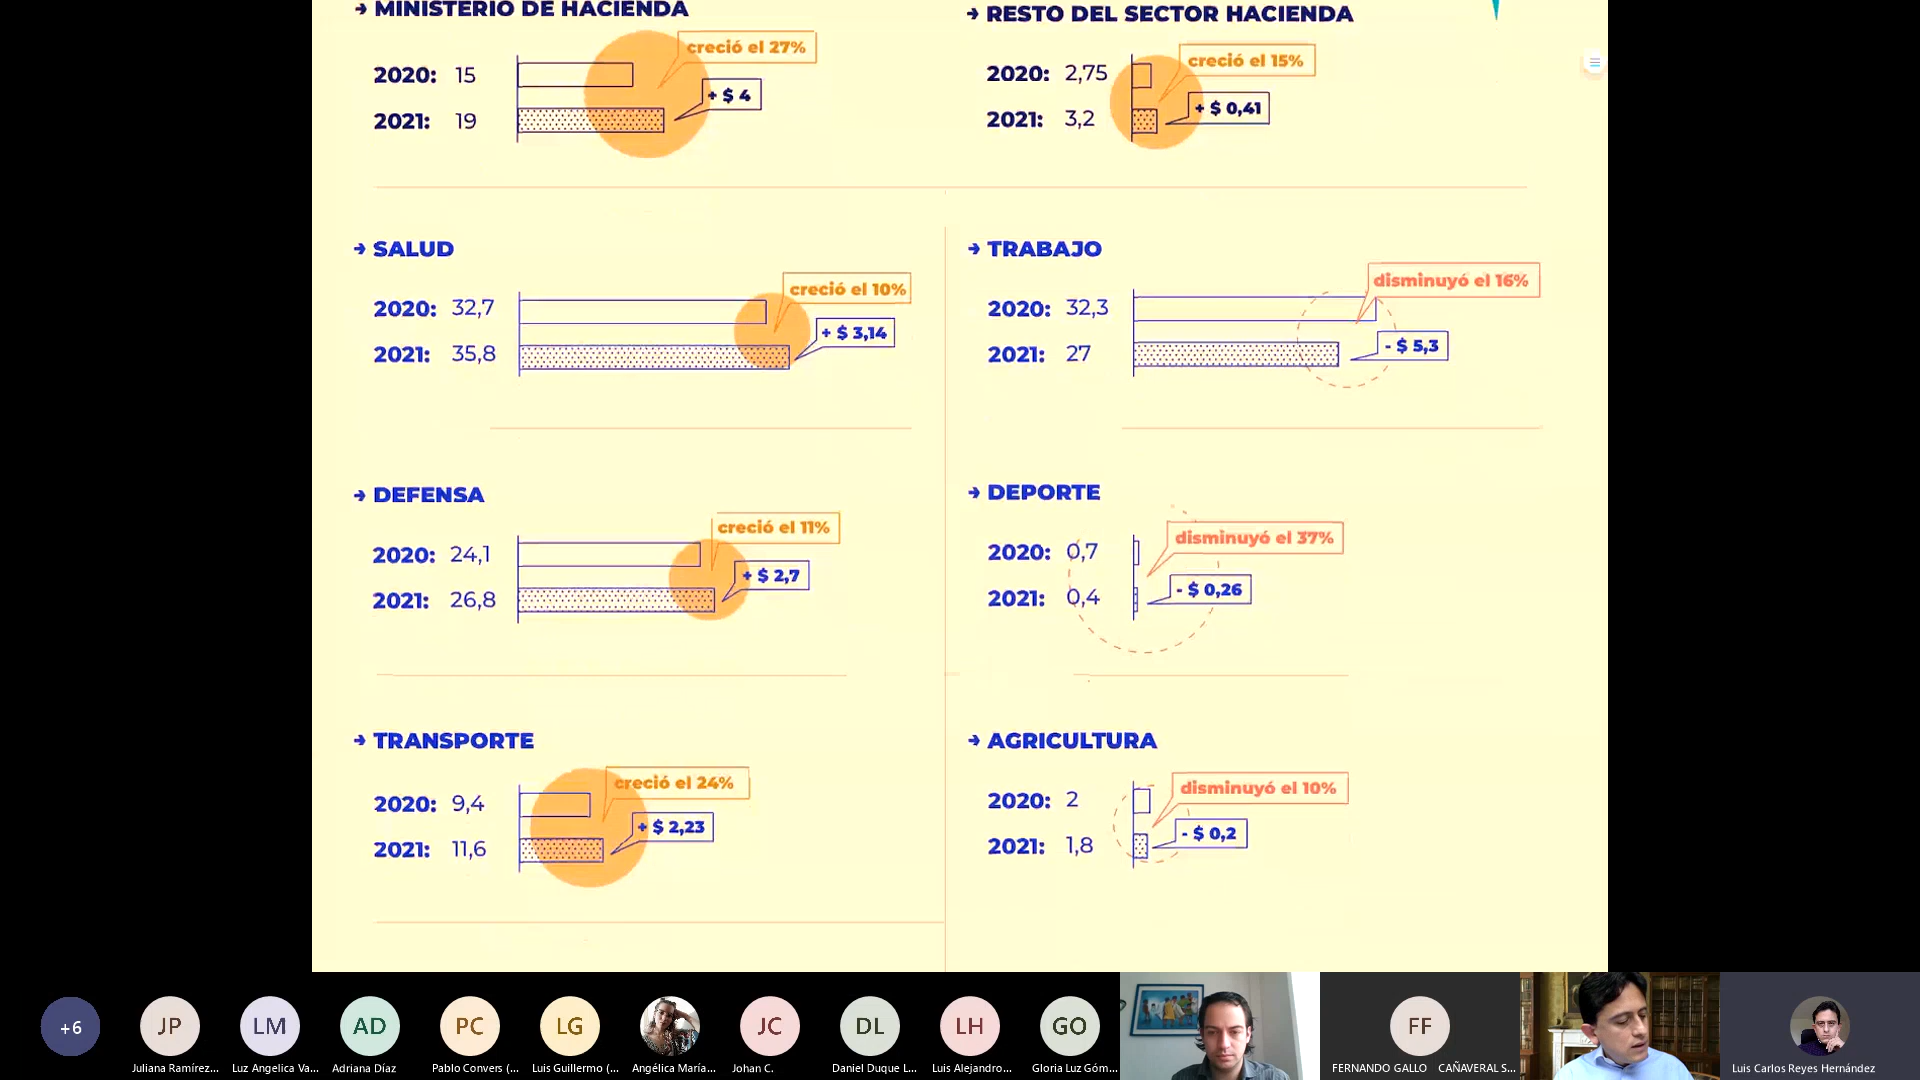 → MINISTERIO DE HACIENDA
creció el 27%
2020: 15
+ $ 4
2021: 19
→ RESTO DEL SECTOR HACIENDA
creció el 15%
2020: 2,75
+ $ 0,41
2021: 3,2
→ SALUD
creció el 10%
2020: 32,7
+ $ 3,14
2021: 35,8
→ TRABAJO
disminuyó el 16%
2020: 32,3
- $ 5,3
2021: 27
→ DEFENSA
creció el 11%
2020: 24,1
+ $ 2,7
2021: 26,8
→ DEPORTE
disminuyó el 37%
2020: 0,7
- $ 0,26
2021: 0,4
→ TRANSPORTE
creció el 24%
2020: 9,4
+ $ 2,23
2021: 11,6
→ AGRICULTURA
disminuyó el 10%
2020: 2
- $ 0,2
2021: 1,8
+6
JP
LM
AD
PC
LG
JC
DL
LH
GO
FF
Juliana Ramírez...
Luz Angelica Va...
Adriana Díaz
Pablo Convers (...
Luis Guillermo (...
Angélica María...
Johan C.
Daniel Duque L...
Luis Alejandro...
Gloria Luz Góm...
FERNANDO GALLO CAÑAVERAL S...
Luis Carlos Reyes Hernández